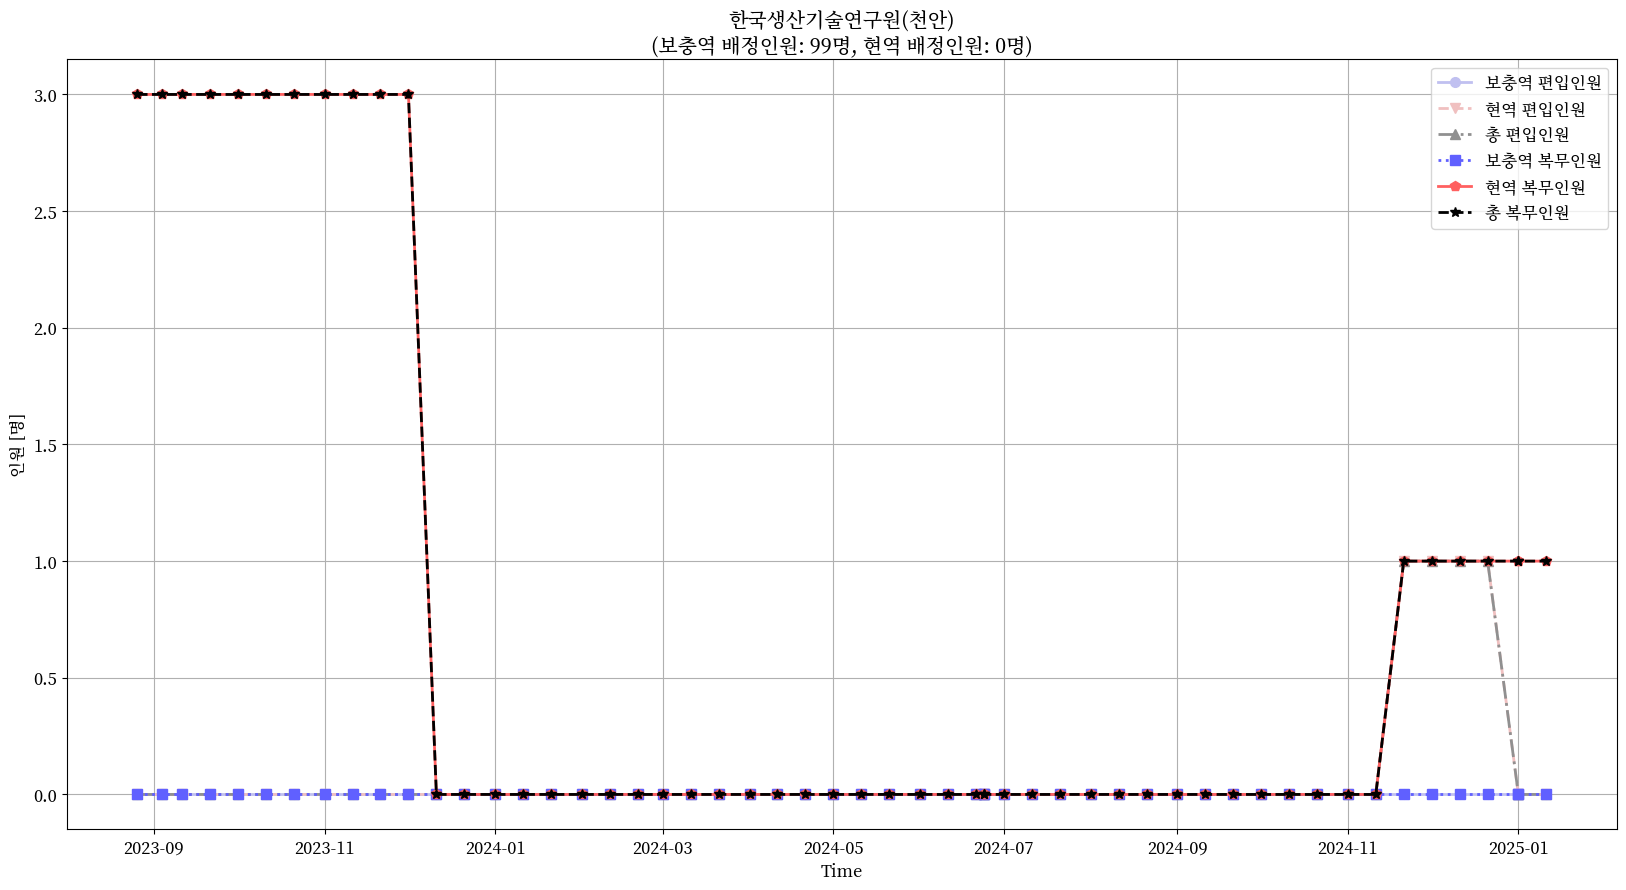 한국생산기술연구원(천안)
(보충역 배정인원: 99명, 현역 배정인원: 0명)
보충역 편입인원
현역 편입인원
총 편입인원
보충역 복무인원
현역 복무인원
총 복무인원
3.0
2.5
2.0
1.5
1.0
0.5
0.0
인원 [명]
2023-09 2023-11 2024-01 2024-03 2024-05 2024-07 2024-09 2024-11 2025-01
Time